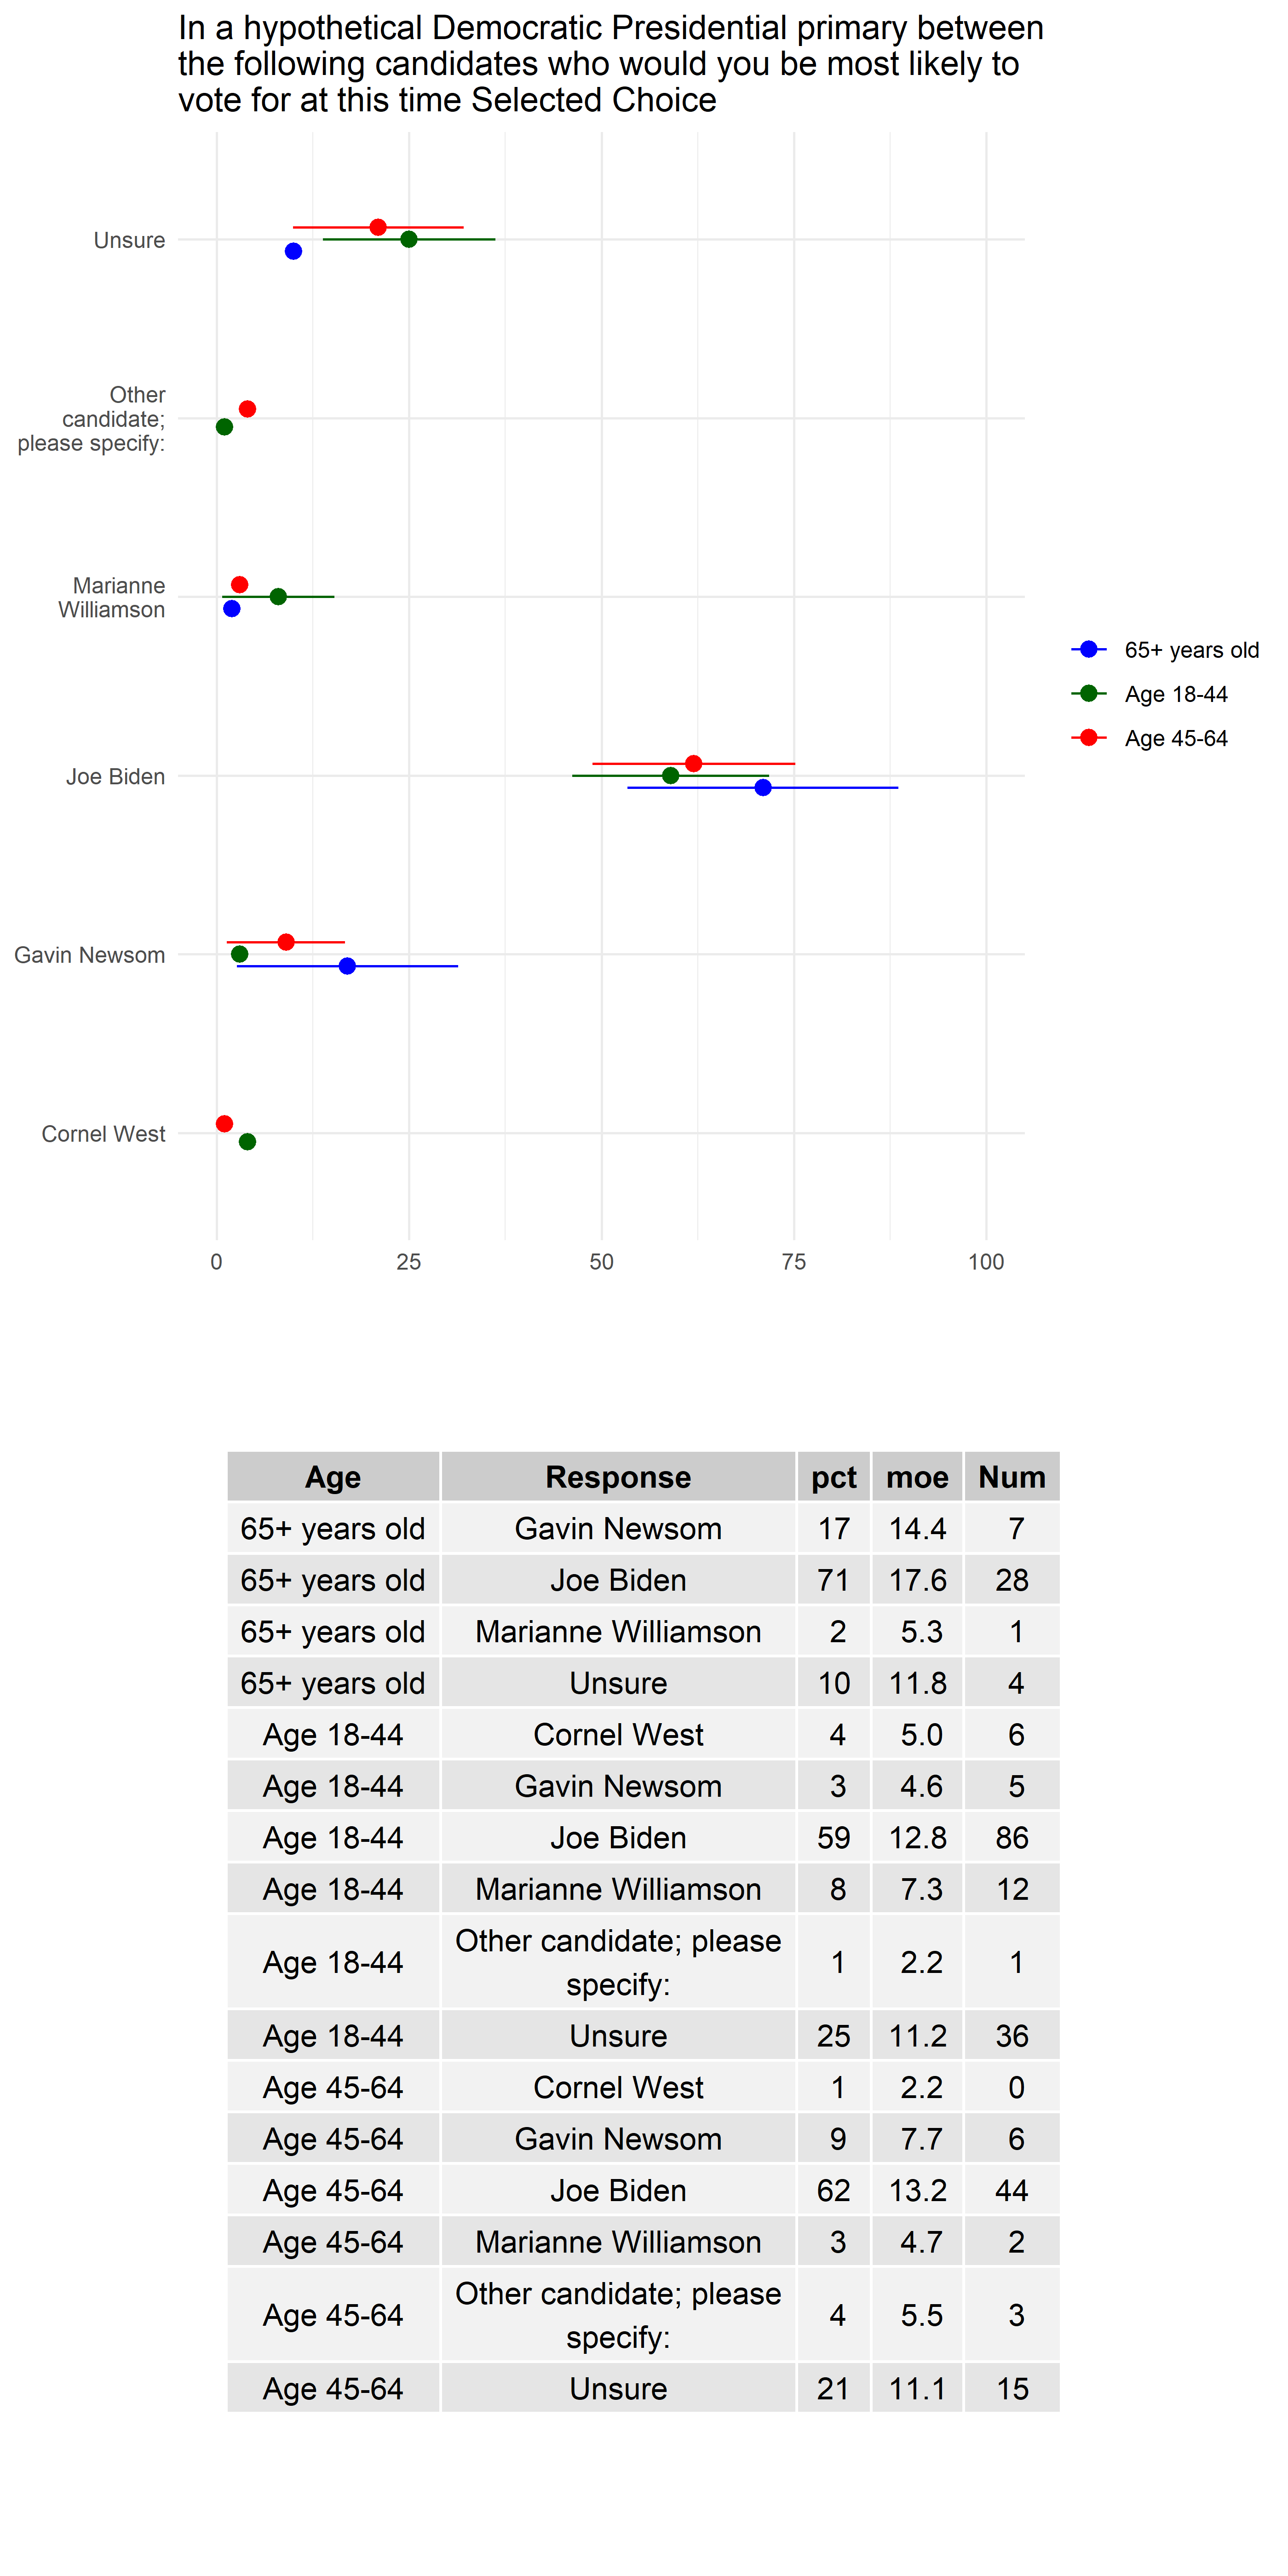 In a hypothetical Democratic Presidential primary between
the following candidates who would you be most likely to
vote for at this time Selected Choice
Unsure
Other
candidate;
please specify:
Marianne
Williamson
Joe Biden
Gavin Newsom
Cornel West
0 25 50 75 100
65+ years old
Age 18-44
Age 45-64
Age Response pct moe Num
65+ years old Gavin Newsom 17 14.4 7
65+ years old Joe Biden 71 17.6 28
65+ years old Marianne Williamson 2 5.3 1
65+ years old Unsure 10 11.8 4
Age 18-44 Cornel West 4 5.0 6
Age 18-44 Gavin Newsom 3 4.6 5
Age 18-44 Joe Biden 59 12.8 86
Age 18-44 Marianne Williamson 8 7.3 12
Age 18-44 Other candidate; please
specify: 1 2.2 1
Age 18-44 Unsure 25 11.2 36
Age 45-64 Cornel West 1 2.2 0
Age 45-64 Gavin Newsom 9 7.7 6
Age 45-64 Joe Biden 62 13.2 44
Age 45-64 Marianne Williamson 3 4.7 2
Age 45-64 Other candidate; please
specify: 4 5.5 3
Age 45-64 Unsure 21 11.1 15